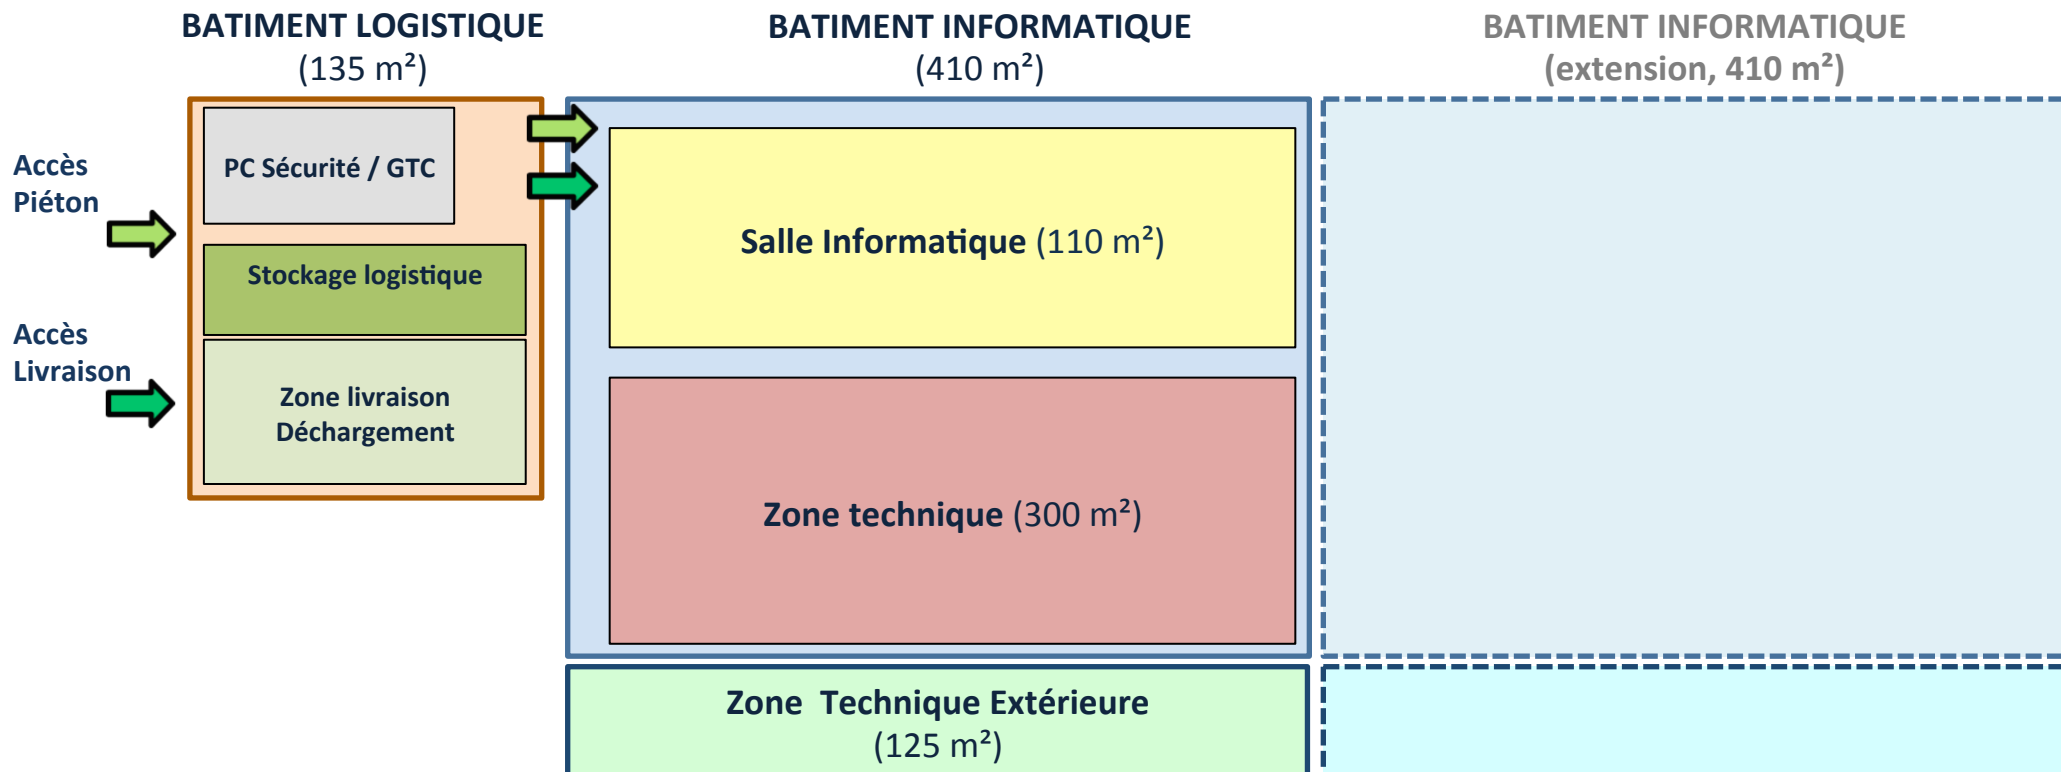 BATIMENT LOGISTIQUE
(135 m²)
BATIMENT INFORMATIQUE
(410 m²)
BATIMENT INFORMATIQUE
(extension, 410 m²)
Accès
Piéton
Accès
Livraison
PC Sécurité / GTC
Stockage logistique
Zone livraison
Déchargement
Salle Informatique (110 m²)
Zone technique (300 m²)
Zone Technique Extérieure
(125 m²)